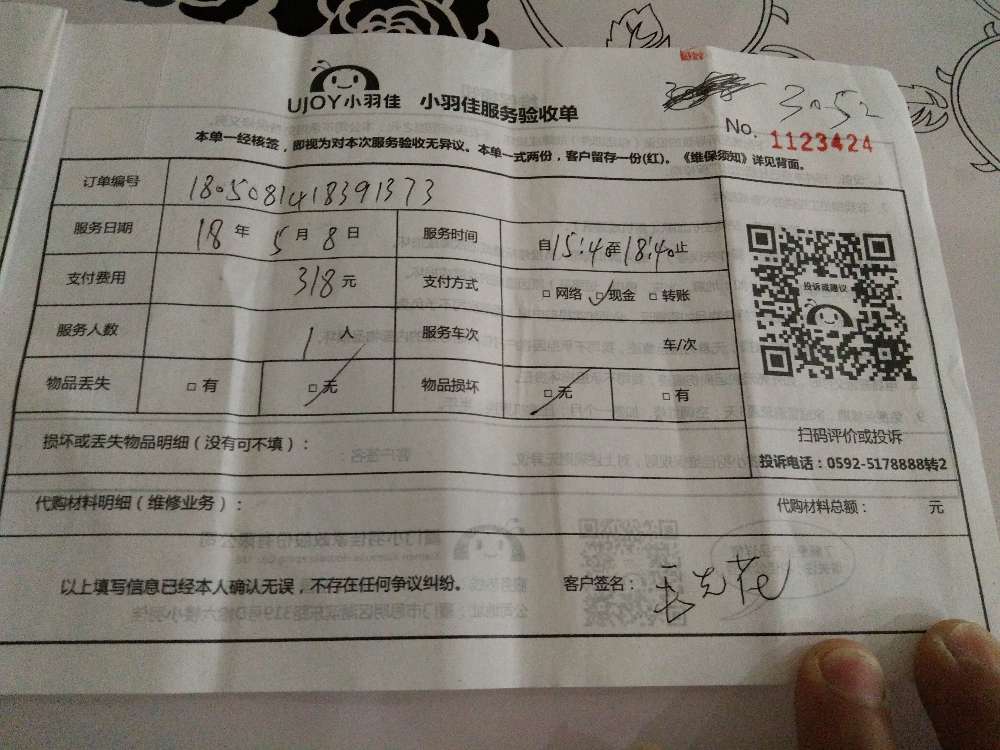 30-52
UJOY小羽佳 小羽佳服务验收单
No. 1123424
本单一经核签，即视为对本次服务验收无异议。本单一式两份，客户留存一份(红)。《维保须知》详见背面。
订单编号 1805081418391373
服务日期 18 年 5 月 8 日 服务时间 自15:40至18:40止
支付费用 318 元 支付方式 □ 网络 □ 现金 □ 转账
投诉或建议
服务人数 1 人 服务车次 车/次
物品丢失 □ 有 □ 无 物品损坏 □ 无 □ 有
扫码评价或投诉
损坏或丢失物品明细（没有可不填）：
投诉电话：0592-5178888转2
代购材料明细（维修业务）： 代购材料总额： 元
以上填写信息已经本人确认无误，不存在任何争议纠纷。 客户签名：